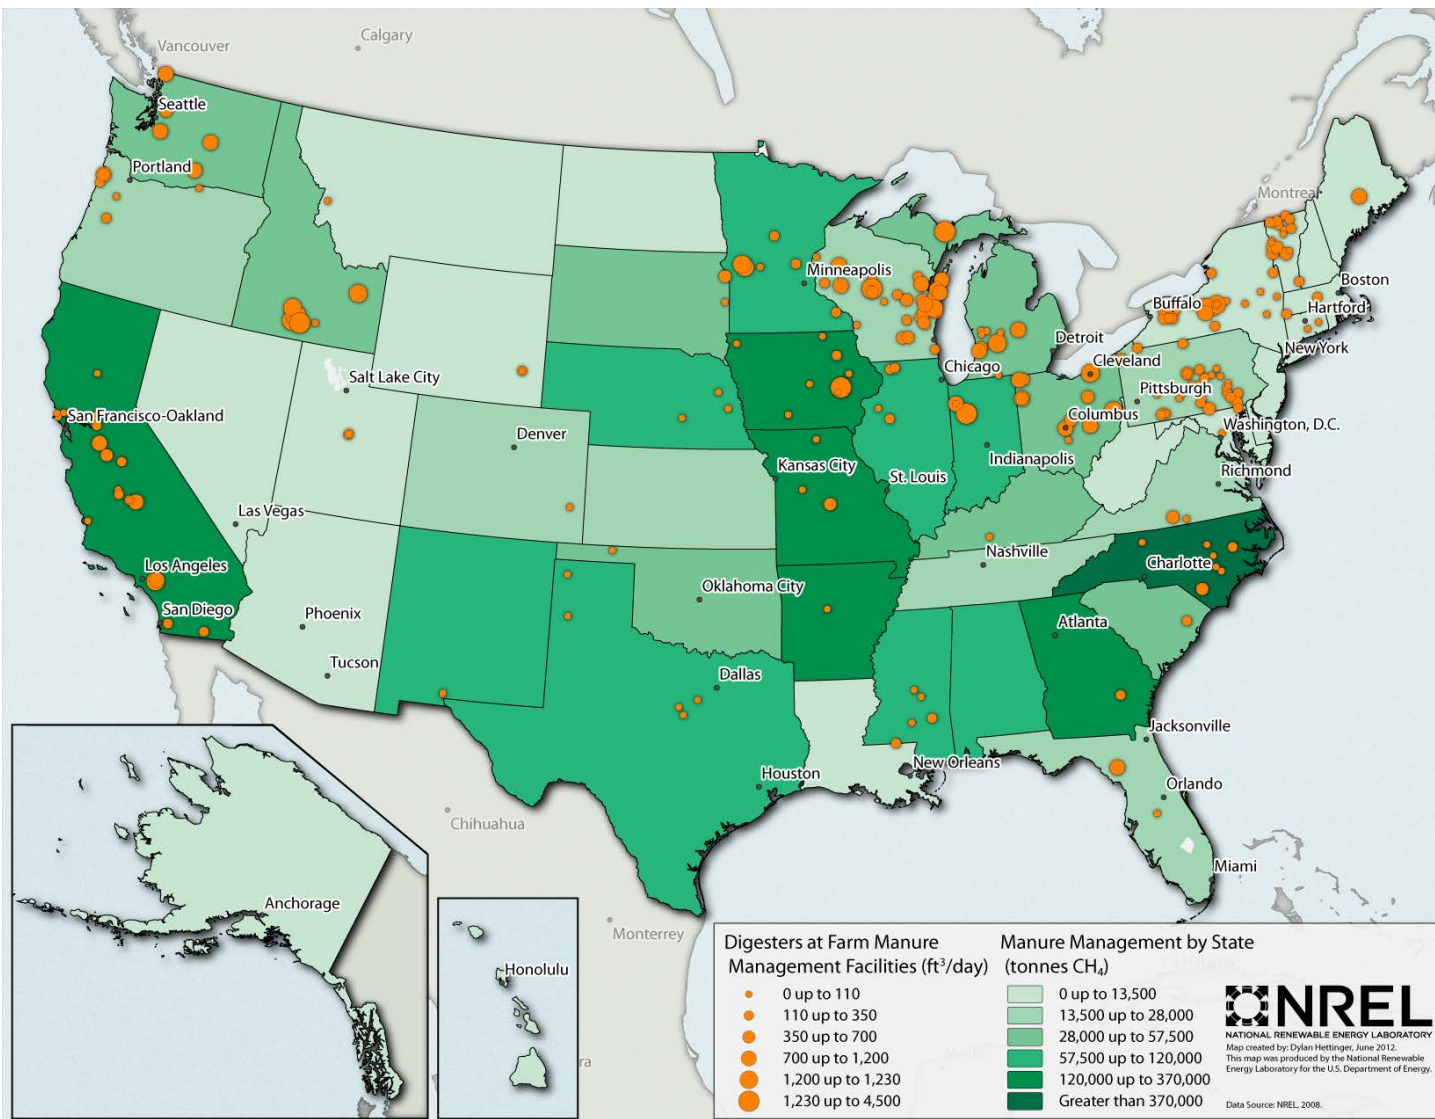 Vancouver
Calgary
Seattle
Portland
Montreal
Minneapolis
Boston
Buffalo
Hartford
Detroit
New York
Salt Lake City
Chicago
Cleveland
Pittsburgh
San Francisco-Oakland
Columbus
Washington, D.C.
Denver
Kansas City
Indianapolis
St. Louis
Richmond
Las Vegas
Nashville
Los Angeles
Charlotte
Oklahoma City
San Diego
Phoenix
Atlanta
Tucson
Dallas
Jacksonville
New Orleans
Houston
Orlando
Chihuahua
Miami
Anchorage
Monterrey
Honolulu
Digesters at Farm Manure
Management Facilities (ft³/day)
0 up to 110
110 up to 350
350 up to 700
700 up to 1,200
1,200 up to 1,230
1,230 up to 4,500
Manure Management by State
(tonnes CH₄)
0 up to 13,500
13,500 up to 28,000
28,000 up to 57,500
57,500 up to 120,000
120,000 up to 370,000
Greater than 370,000
NREL
NATIONAL RENEWABLE ENERGY LABORATORY
Map created by: Dylan Hettinger, June 2012.
This map was produced by the National Renewable
Energy Laboratory for the U.S. Department of Energy.
Data Source: NREL, 2008.